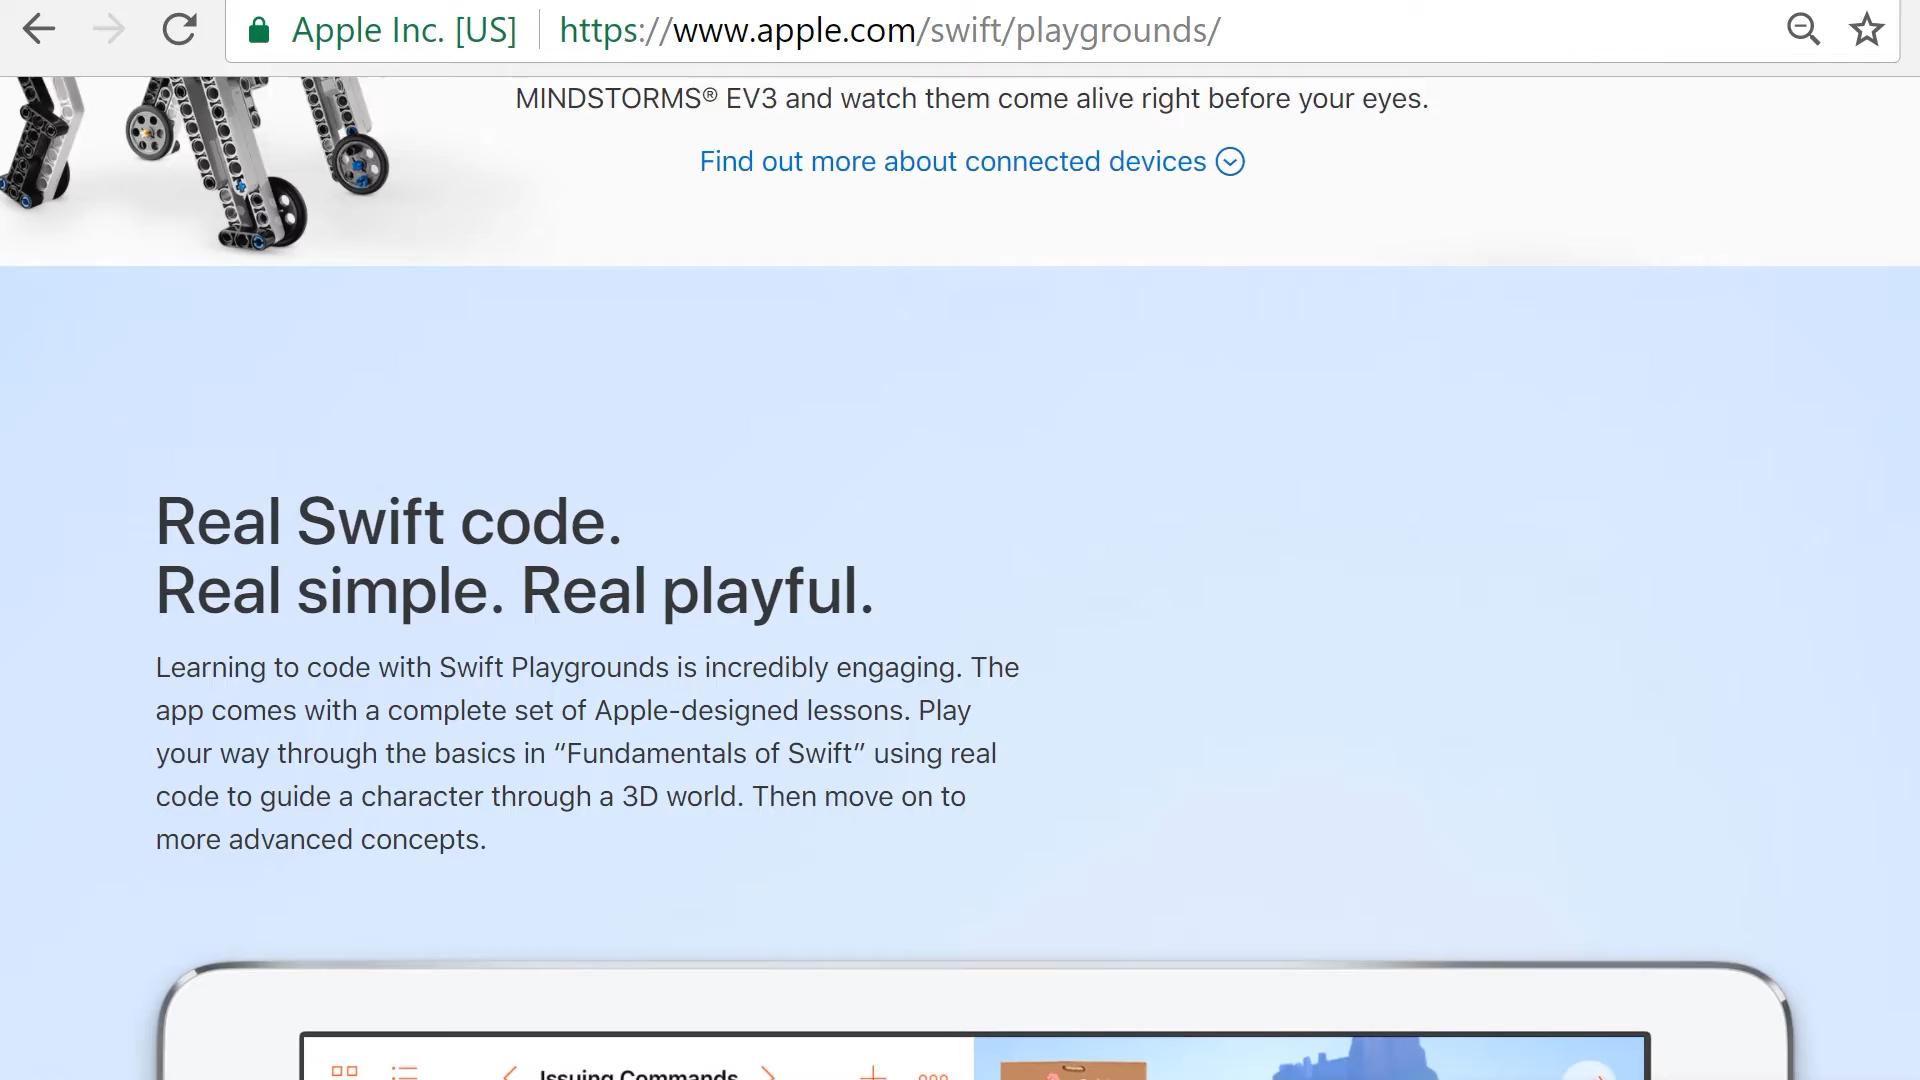 Apple Inc. [US] https://www.apple.com/swift/playgrounds/
MINDSTORMS® EV3 and watch them come alive right before your eyes.
Find out more about connected devices
Real Swift code.
Real simple. Real playful.
Learning to code with Swift Playgrounds is incredibly engaging. The
app comes with a complete set of Apple-designed lessons. Play
your way through the basics in “Fundamentals of Swift” using real
code to guide a character through a 3D world. Then move on to
more advanced concepts.
Issuing Commands